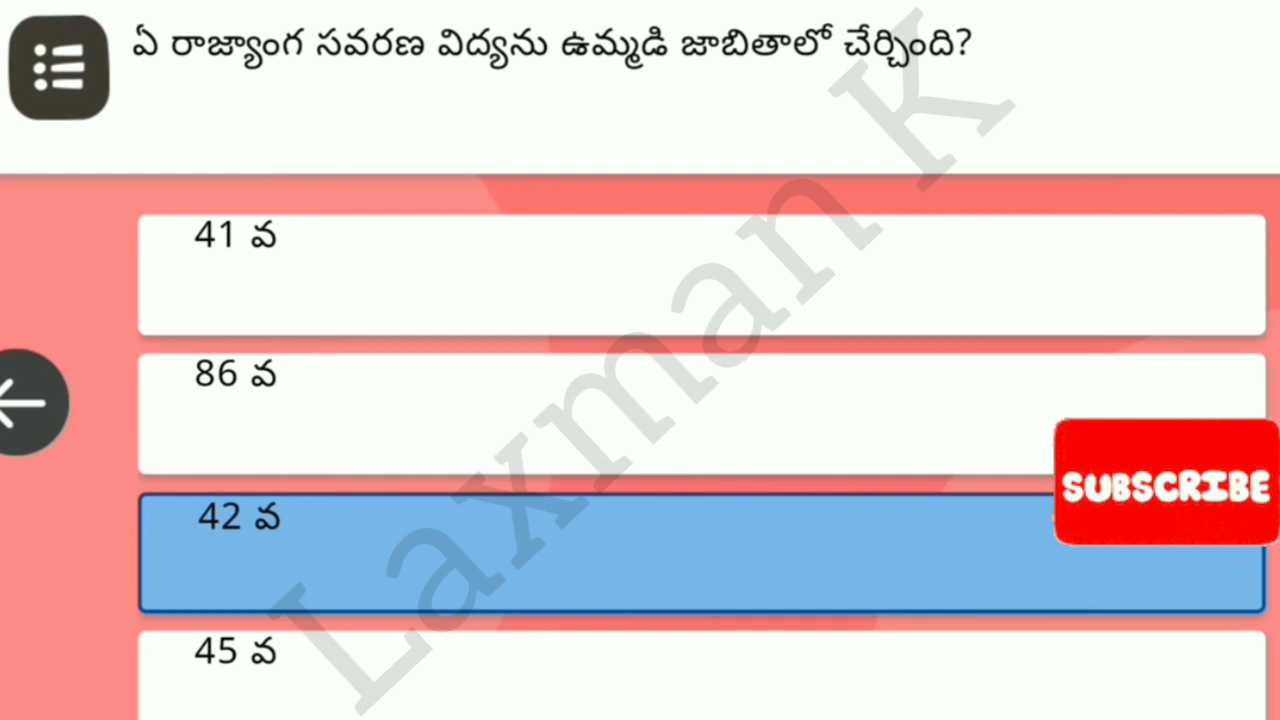 ఏ రాజ్యాంగ సవరణ విద్యను ఉమ్మడి జాబితాలో చేర్చింది?
41 వ
86 వ
SUBSCRIBE
42 వ
45 వ
Laxman K